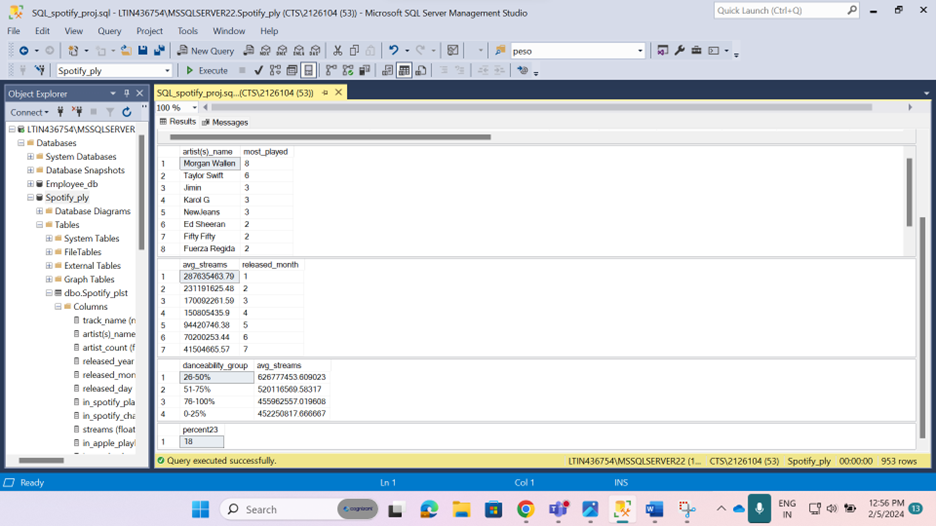 SQL_spotify_proj.sql - LTIN436754\MSSQLSERVER22.Spotify_ply (CTS\2126104 (53)) - Microsoft SQL Server Management Studio
Quick Launch (Ctrl+Q)
File Edit View Query Project Tools Window Help
New Query
peso
Spotify_ply
Execute
Object Explorer
Connect
LTIN436754\MSSQLSERVER
Databases
System Databases
Database Snapshots
Employee_db
Spotify_ply
Database Diagrams
Tables
System Tables
FileTables
External Tables
Graph Tables
dbo.Spotify_plst
Columns
track_name (n
artist(s)_name
artist_count (f
released_year
released_mon
released_day
in_spotify_pla
in_spotify_cha
streams (float
in_apple_playl
SQL_spotify_proj.sq...(CTS\2126104 (53))
100 %
Results Messages
artist(s)_name most_played
1 Morgan Wallen 8
2 Taylor Swift 6
3 Jimin 3
4 Karol G 3
5 NewJeans 3
6 Ed Sheeran 2
7 Fifty Fifty 2
8 Fuerza Regida 2
avg_streams released_month
1 287635463.79 1
2 231191625.48 2
3 170092261.59 3
4 150805435.9 4
5 94420746.38 5
6 70200253.44 6
7 41504665.57 7
danceability_group avg_streams
1 26-50% 626777453.609023
2 51-75% 520116569.58317
3 76-100% 455962557.019608
4 0-25% 452250817.666667
percent23
1 18
Query executed successfully.
LTIN436754\MSSQLSERVER22 (1... CTS\2126104 (53) Spotify_ply 00:00:00 953 rows
Ready Ln 1 Col 1 INS
Search
cognizant
ENG
IN
12:56 PM
2/5/2024
13